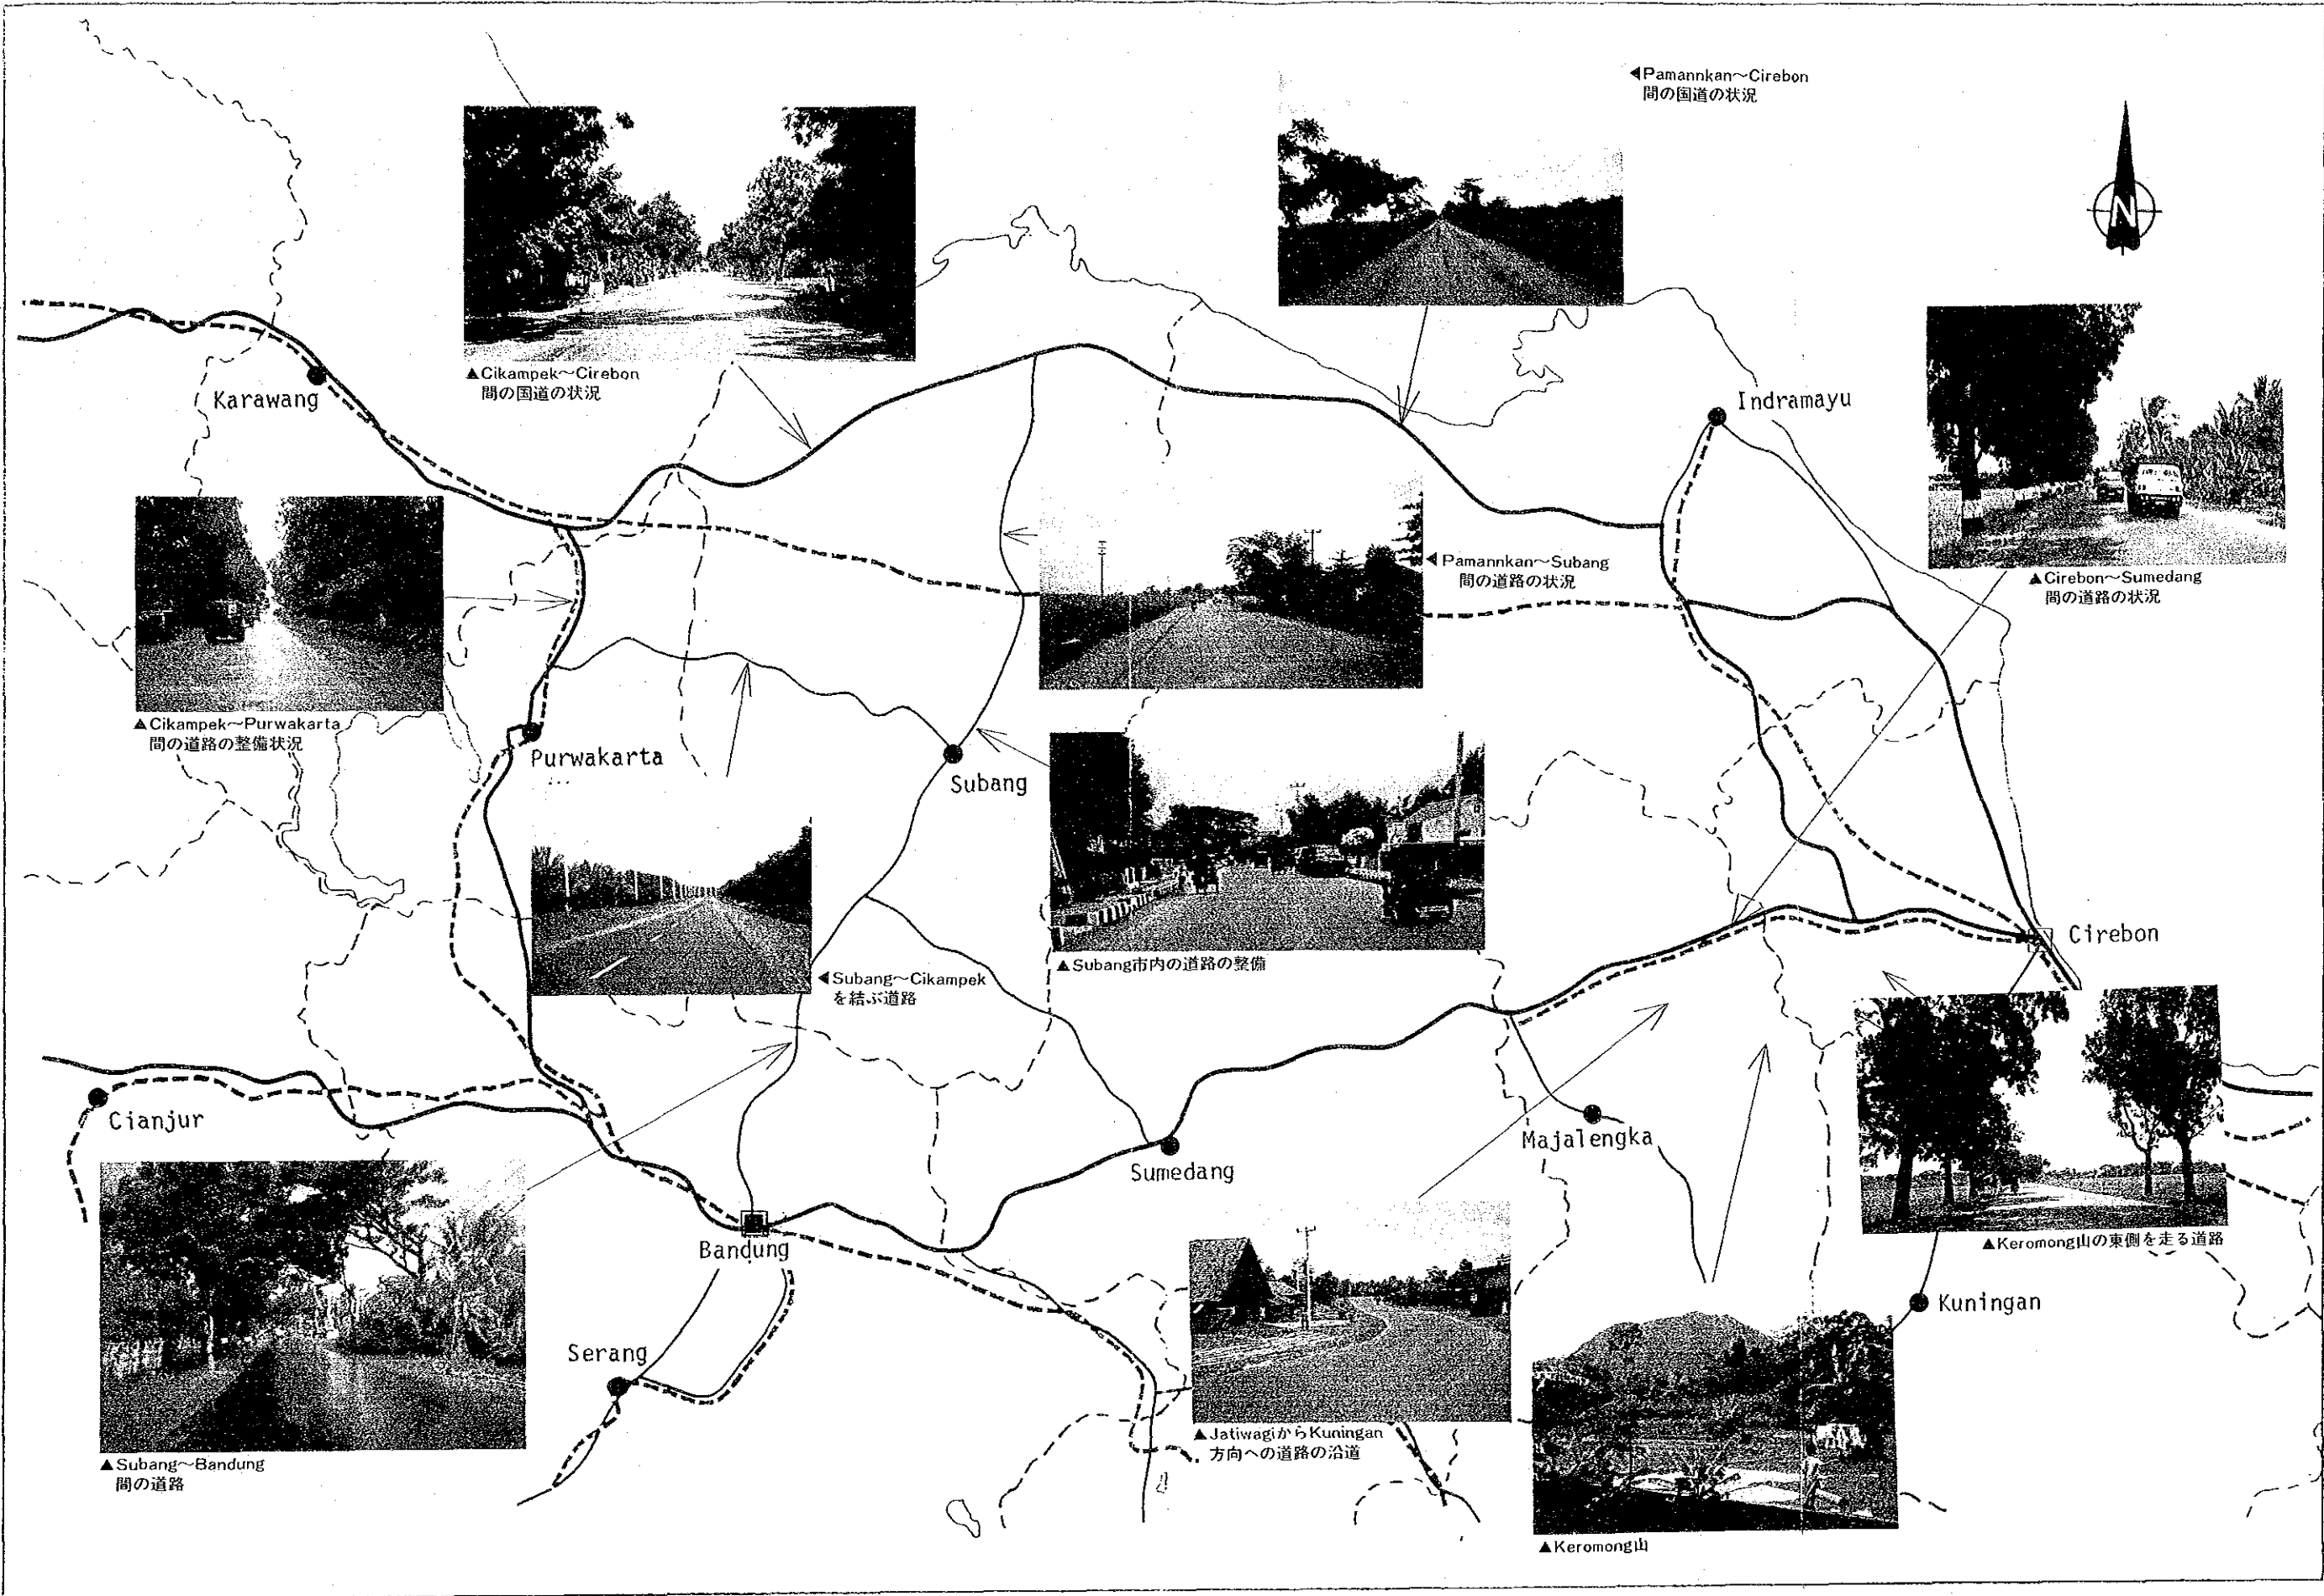 ◀Pamannkan〜Cirebon
間の国道の状況
N
▲Cikampek〜Cirebon
間の国道の状況
Karawang
Indramayu
◀Pamannkan〜Subang
間の道路の状況
▲Cirebon〜Sumedang
間の道路の状況
▲Cikampek〜Purwakarta
間の道路の整備状況
Purwakarta
Subang
Cirebon
▲Subang市内の道路の整備
◀Subang〜Cikampek
を結ぶ道路
Cianjur
Majalengka
Sumedang
Bandung
▲Keromong山の東側を走る道路
Kuningan
Serang
▲JatiwagiからKuningan
方向への道路の沿道
▲Subang〜Bandung
間の道路
▲Keromong山